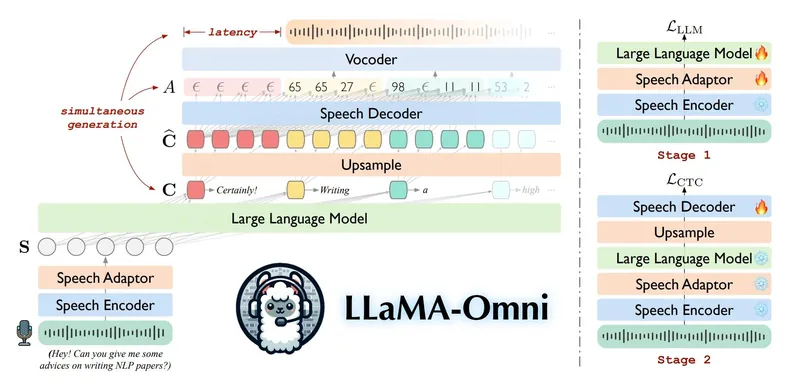 latency
...
Vocoder
A ϵ ϵ ϵ ϵ 65 65 27 ϵ 98 ϵ 11 11 53 2 ...
simultaneous
generation
Speech Decoder
Ĉ ...
Upsample
C Certainly! Writing a high ...
Large Language Model
S
Speech Adaptor
Speech Encoder
(Hey! Can you give me some
advices on writing NLP papers?)
LLaMA-Omni
ℒLLM
Large Language Model
Speech Adaptor
Speech Encoder
Stage 1
ℒCTC
Speech Decoder
Upsample
Large Language Model
Speech Adaptor
Speech Encoder
Stage 2